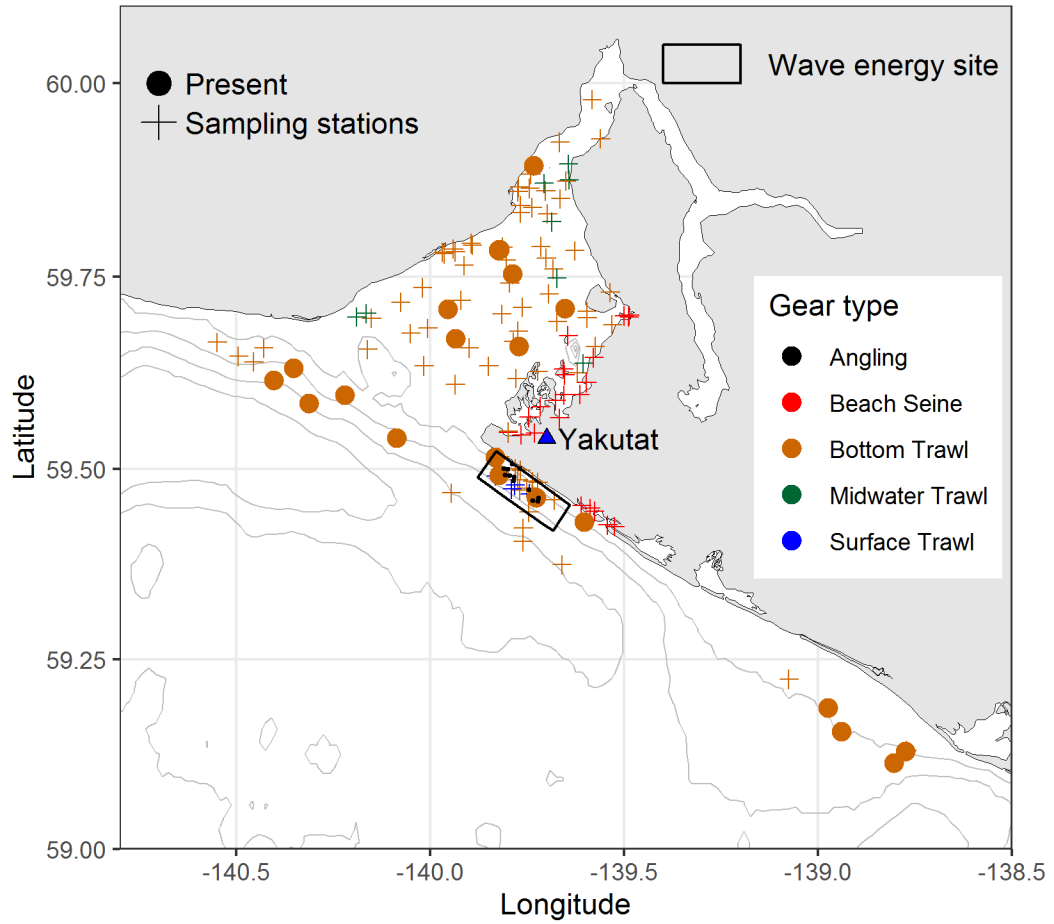 Present
Sampling stations
Wave energy site
Yakutat
Gear type
Angling
Beach Seine
Bottom Trawl
Midwater Trawl
Surface Trawl
Latitude
60.00
59.75
59.50
59.25
59.00
-140.5
-140.0
-139.5
-139.0
-138.5
Longitude